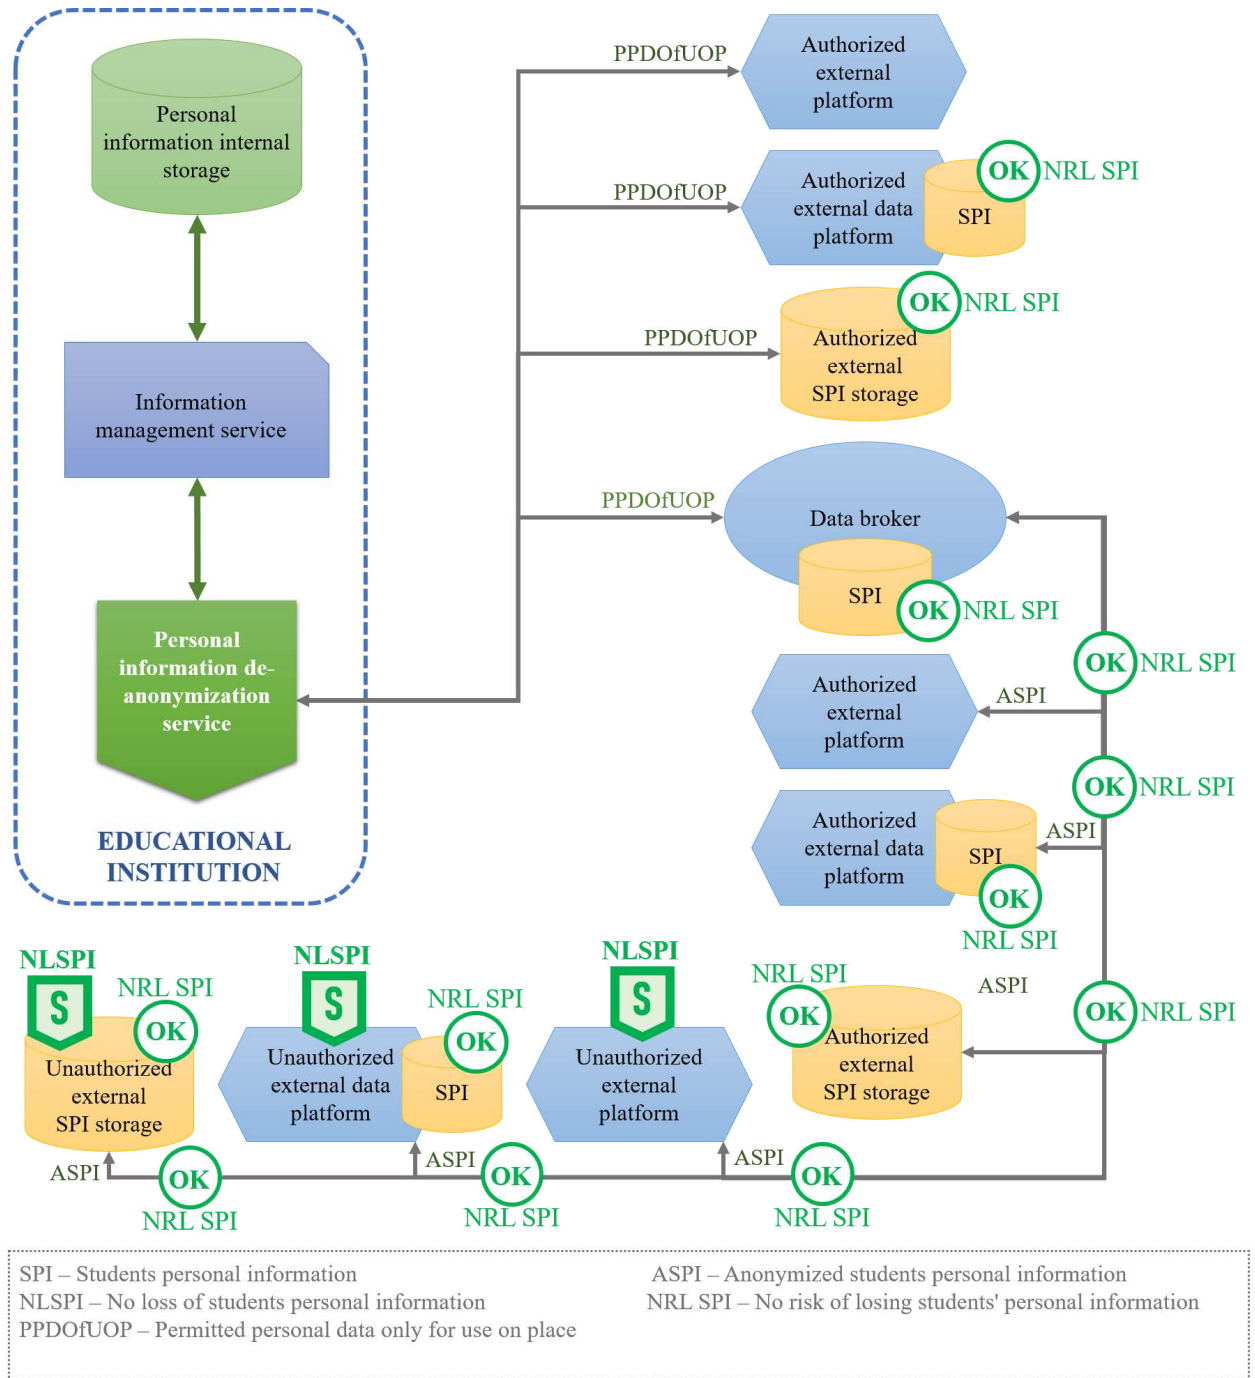 Personal
information internal
storage
Information
management service
Personal
information de-
anonymization
service
EDUCATIONAL
INSTITUTION
PPDOfUOP
Authorized
external
platform
PPDOfUOP
Authorized
external data
platform
SPI
OK
NRL SPI
PPDOfUOP
Authorized
external
SPI storage
OK
NRL SPI
PPDOfUOP
Data broker
SPI
OK
NRL SPI
OK
NRL SPI
Authorized
external
platform
ASPI
OK
NRL SPI
Authorized
external data
platform
SPI
ASPI
OK
NRL SPI
ASPI
OK
NRL SPI
NRL SPI
OK
Authorized
external
SPI storage
NLSPI
S
NRL SPI
OK
Unauthorized
external
SPI storage
NLSPI
S
Unauthorized
external data
platform
NRL SPI
OK
SPI
NLSPI
S
Unauthorized
external
platform
ASPI
OK
NRL SPI
ASPI
OK
NRL SPI
ASPI
OK
NRL SPI
SPI – Students personal information
ASPI – Anonymized students personal information
NLSPI – No loss of students personal information
NRL SPI – No risk of losing students' personal information
PPDOfUOP – Permitted personal data only for use on place